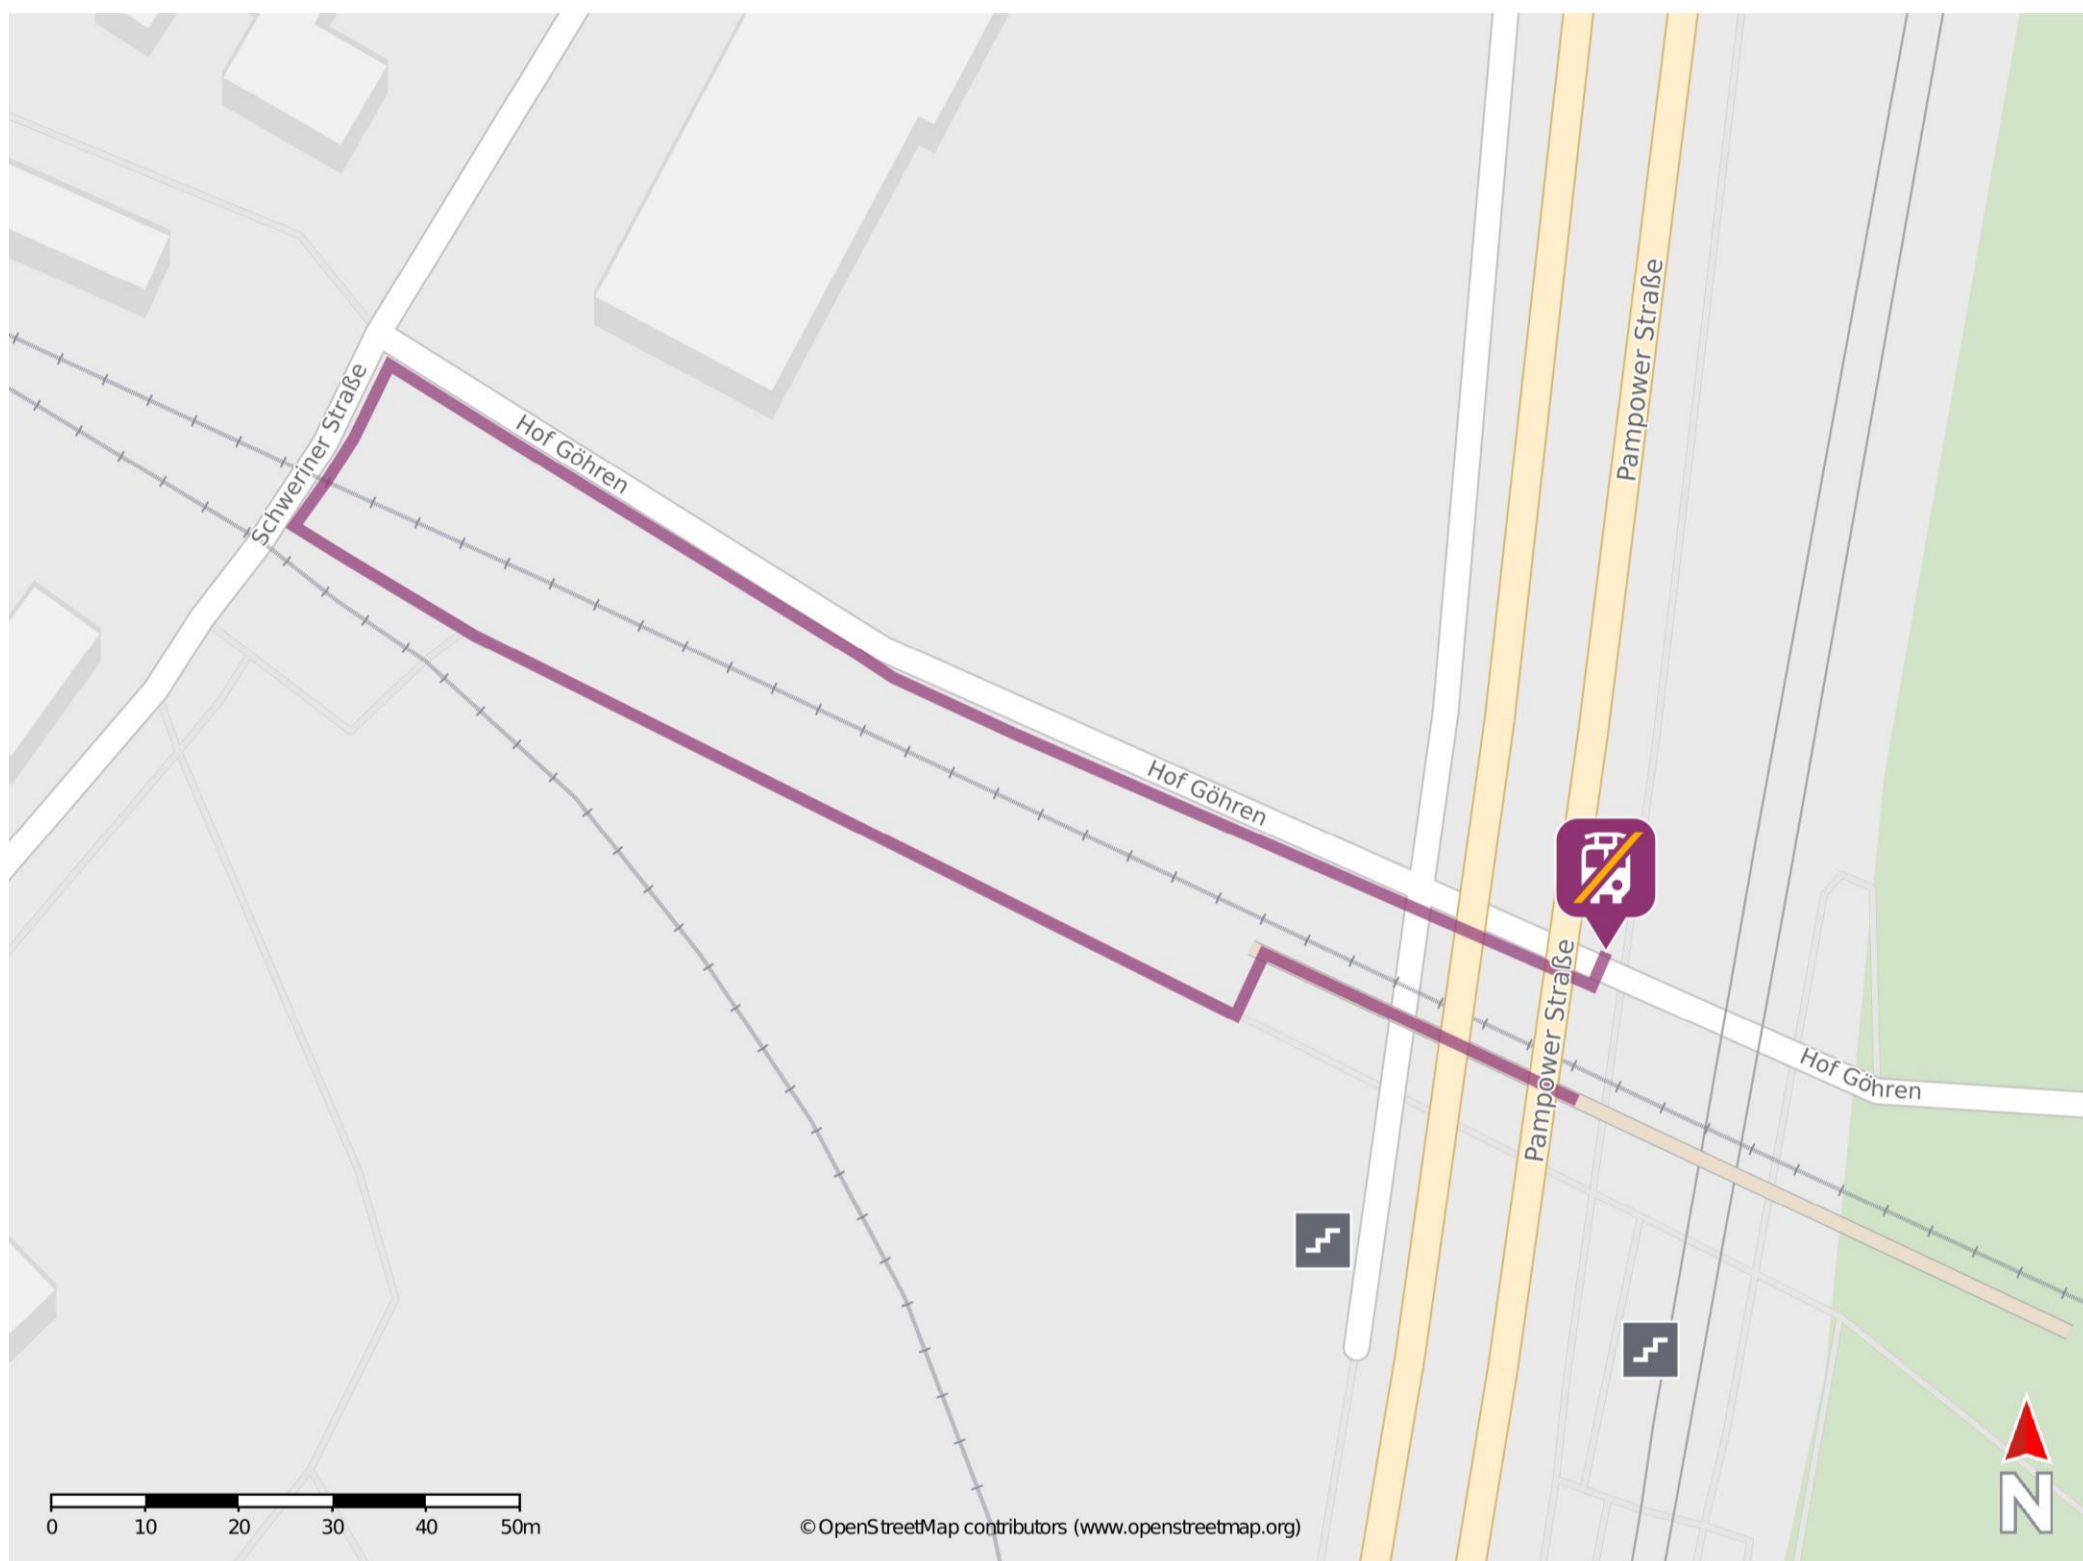 Pampower Straße
Schweriner Straße
Hof Göhren
Hof Göhren
Pampower Straße
Hof Göhren
N
0 10 20 30 40 50m
© OpenStreetMap contributors (www.openstreetmap.org)